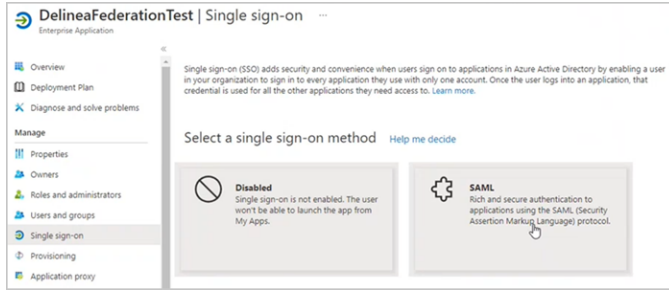 DelineaFederationTest | Single sign-on ...
Enterprise Application
«
Overview
Deployment Plan
Diagnose and solve problems
Manage
Properties
Owners
Roles and administrators
Users and groups
Single sign-on
Provisioning
Application proxy
Single sign-on (SSO) adds security and convenience when users sign on to applications in Azure Active Directory by enabling a user
in your organization to sign in to every application they use with only one account. Once the user logs into an application, that
credential is used for all the other applications they need access to. Learn more.
Select a single sign-on method Help me decide
Disabled
Single sign-on is not enabled. The user
won't be able to launch the app from
My Apps.
SAML
Rich and secure authentication to
applications using the SAML (Security
Assertion Markup Language) protocol.